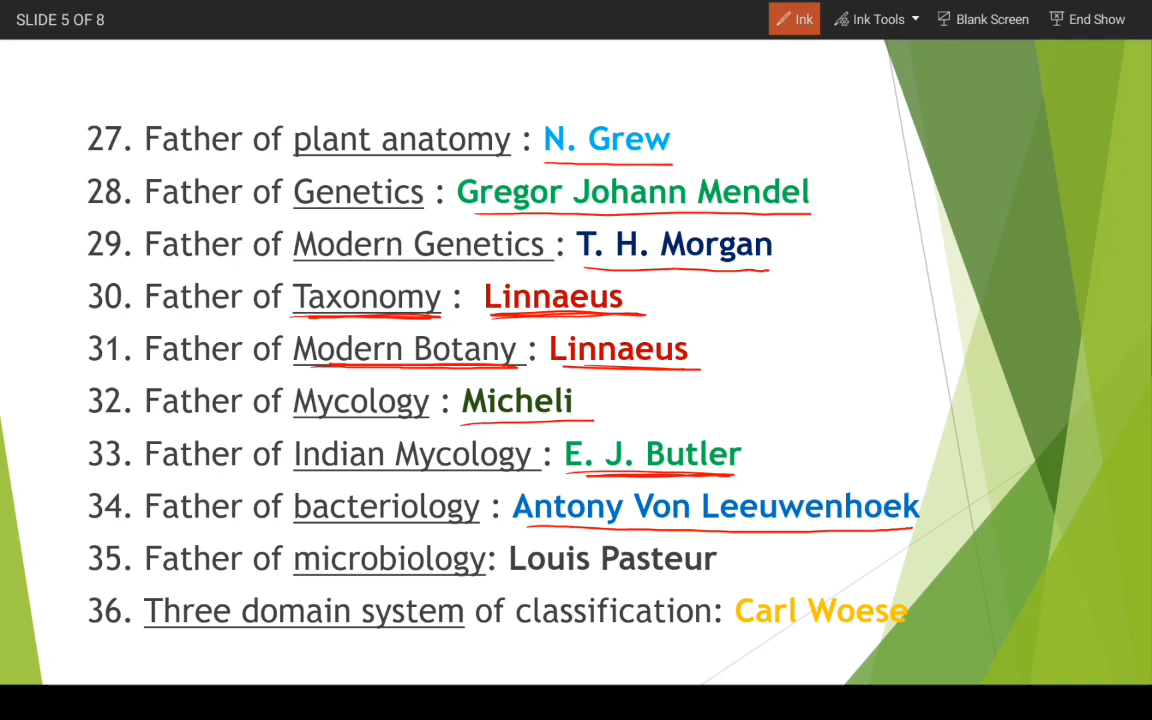 SLIDE 5 OF 8 Ink Ink Tools Blank Screen End Show
27. Father of plant anatomy : N. Grew
28. Father of Genetics : Gregor Johann Mendel
29. Father of Modern Genetics : T. H. Morgan
30. Father of Taxonomy : Linnaeus
31. Father of Modern Botany : Linnaeus
32. Father of Mycology : Micheli
33. Father of Indian Mycology : E. J. Butler
34. Father of bacteriology : Antony Von Leeuwenhoek
35. Father of microbiology: Louis Pasteur
36. Three domain system of classification: Carl Woese